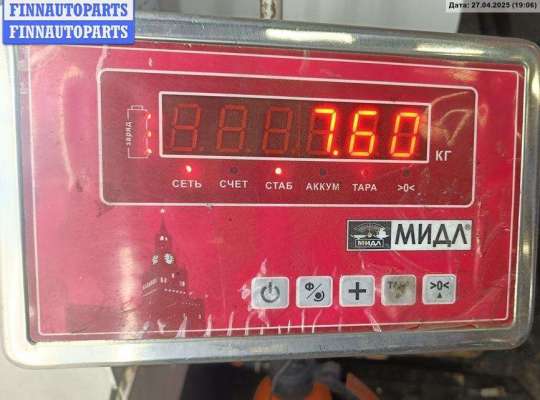 FINNAUTOPARTS
FINNAUTOPARTS
Дата: 27.04.2025 (19:06)
заряд
7.60
КГ
СЕТЬ СЧЕТ СТАБ АККУМ ТАРА >0<
МИДЛ МИДЛ®
Ф/ + >0<